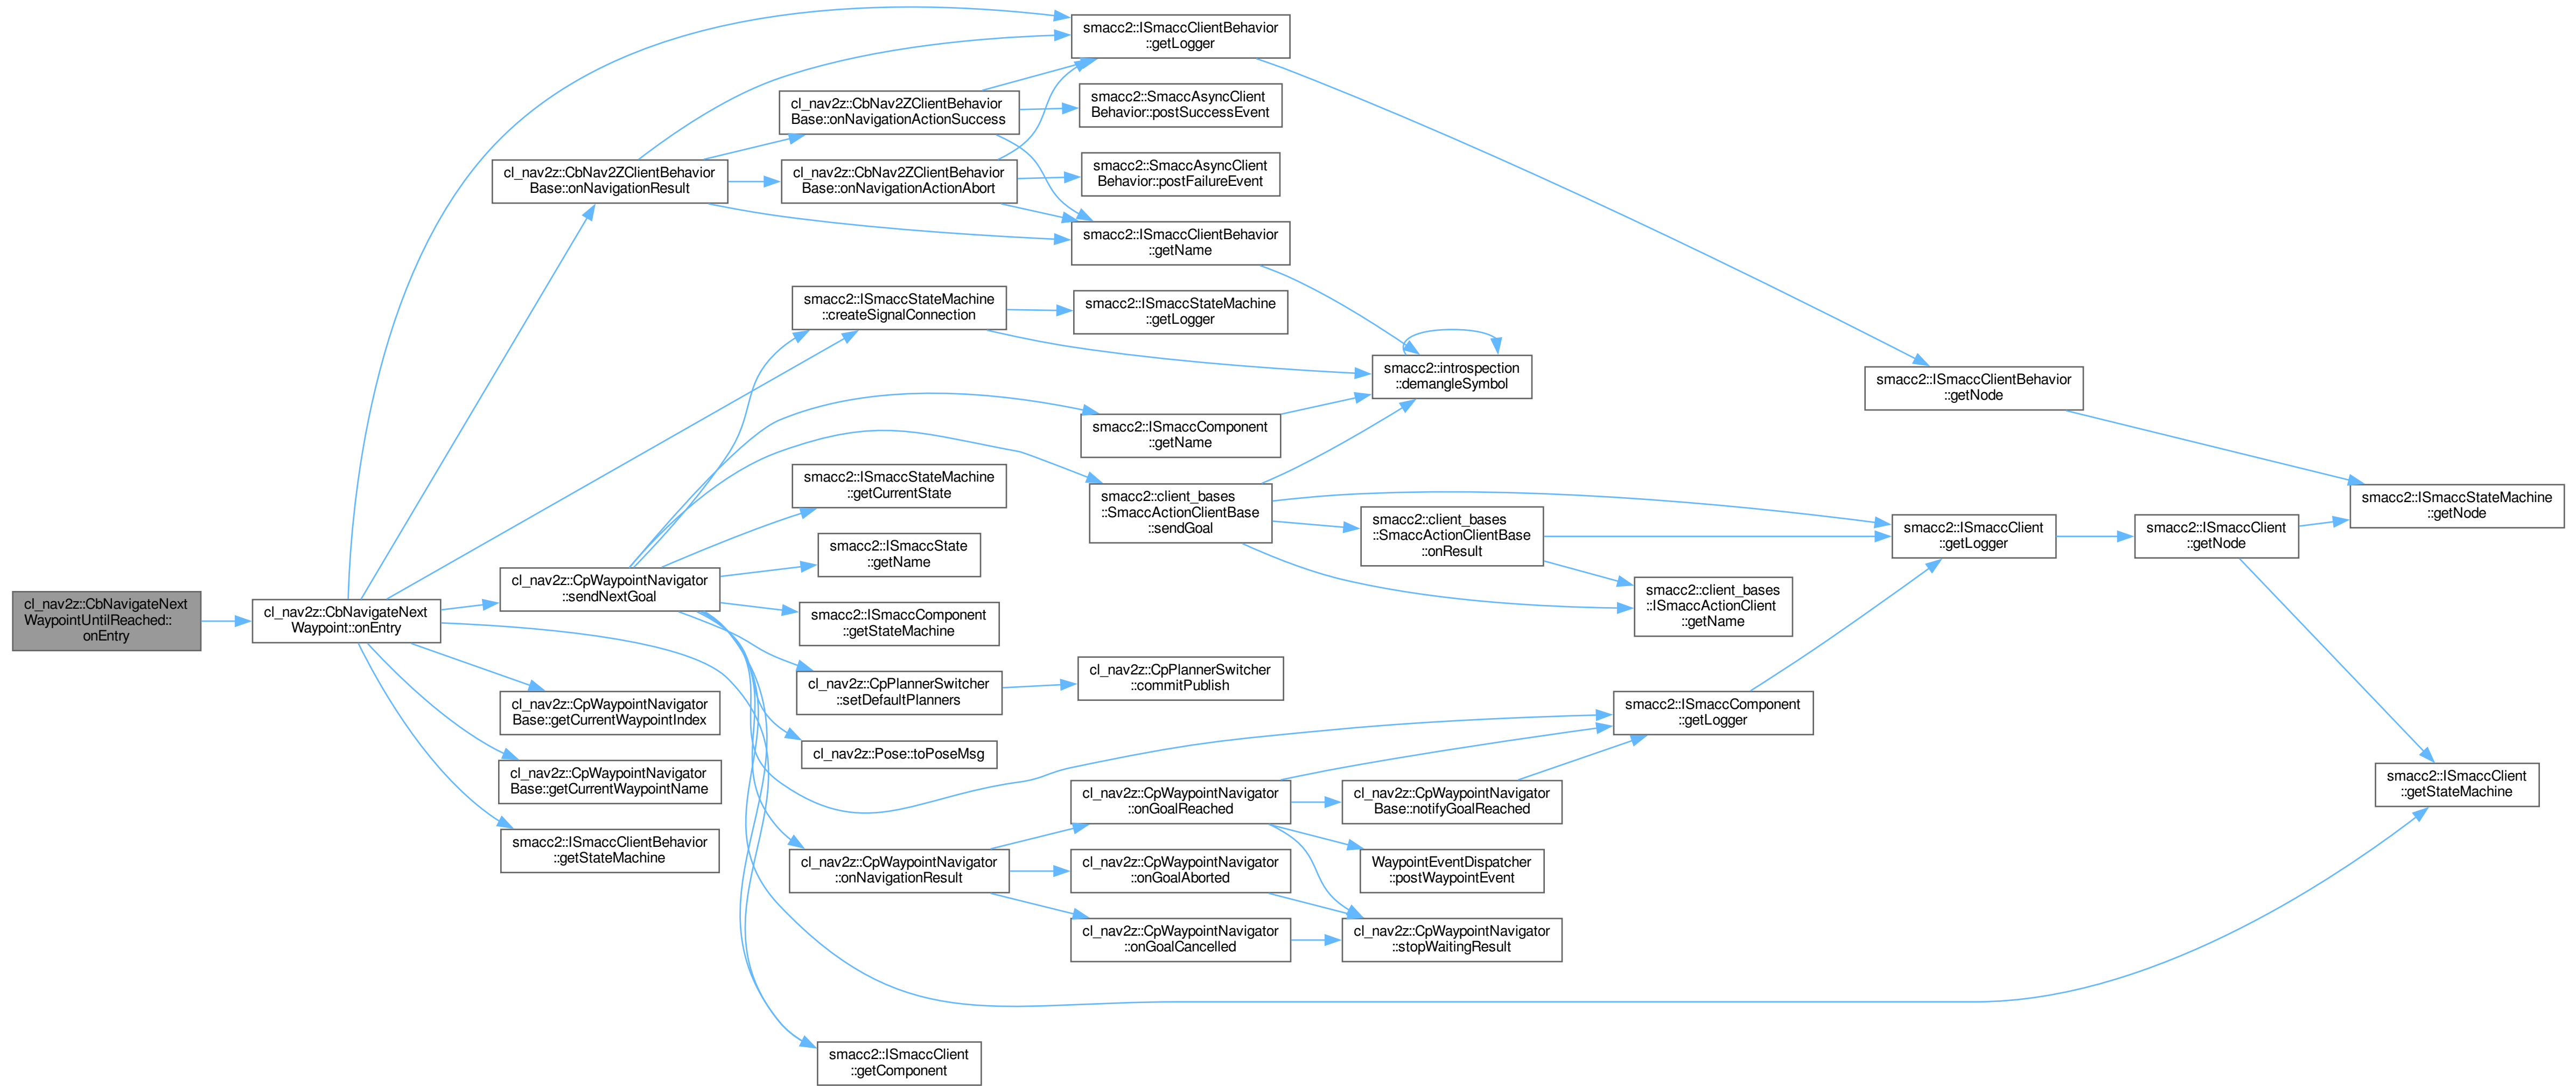 cl_nav2z::CbNavigateNext
WaypointUntilReached::
onEntry
cl_nav2z::CbNavigateNext
Waypoint::onEntry
smacc2::ISmaccClientBehavior
::getLogger
cl_nav2z::CbNav2ZClientBehavior
Base::onNavigationActionSuccess
smacc2::SmaccAsyncClient
Behavior::postSuccessEvent
cl_nav2z::CbNav2ZClientBehavior
Base::onNavigationResult
cl_nav2z::CbNav2ZClientBehavior
Base::onNavigationActionAbort
smacc2::SmaccAsyncClient
Behavior::postFailureEvent
smacc2::ISmaccClientBehavior
::getName
smacc2::ISmaccStateMachine
::createSignalConnection
smacc2::ISmaccStateMachine
::getLogger
smacc2::introspection
::demangleSymbol
smacc2::ISmaccClientBehavior
::getNode
smacc2::ISmaccComponent
::getName
smacc2::ISmaccStateMachine
::getCurrentState
smacc2::client_bases
::SmaccActionClientBase
::sendGoal
smacc2::client_bases
::SmaccActionClientBase
::onResult
smacc2::ISmaccClient
::getLogger
smacc2::ISmaccClient
::getNode
smacc2::ISmaccStateMachine
::getNode
smacc2::ISmaccState
::getName
cl_nav2z::CpWaypointNavigator
::sendNextGoal
smacc2::ISmaccComponent
::getStateMachine
smacc2::client_bases
::ISmaccActionClient
::getName
cl_nav2z::CpPlannerSwitcher
::setDefaultPlanners
cl_nav2z::CpPlannerSwitcher
::commitPublish
cl_nav2z::CpWaypointNavigator
Base::getCurrentWaypointIndex
smacc2::ISmaccComponent
::getLogger
cl_nav2z::Pose::toPoseMsg
cl_nav2z::CpWaypointNavigator
Base::getCurrentWaypointName
cl_nav2z::CpWaypointNavigator
::onGoalReached
cl_nav2z::CpWaypointNavigator
Base::notifyGoalReached
smacc2::ISmaccClient
::getStateMachine
smacc2::ISmaccClientBehavior
::getStateMachine
cl_nav2z::CpWaypointNavigator
::onNavigationResult
cl_nav2z::CpWaypointNavigator
::onGoalAborted
WaypointEventDispatcher
::postWaypointEvent
cl_nav2z::CpWaypointNavigator
::onGoalCancelled
cl_nav2z::CpWaypointNavigator
::stopWaitingResult
smacc2::ISmaccClient
::getComponent